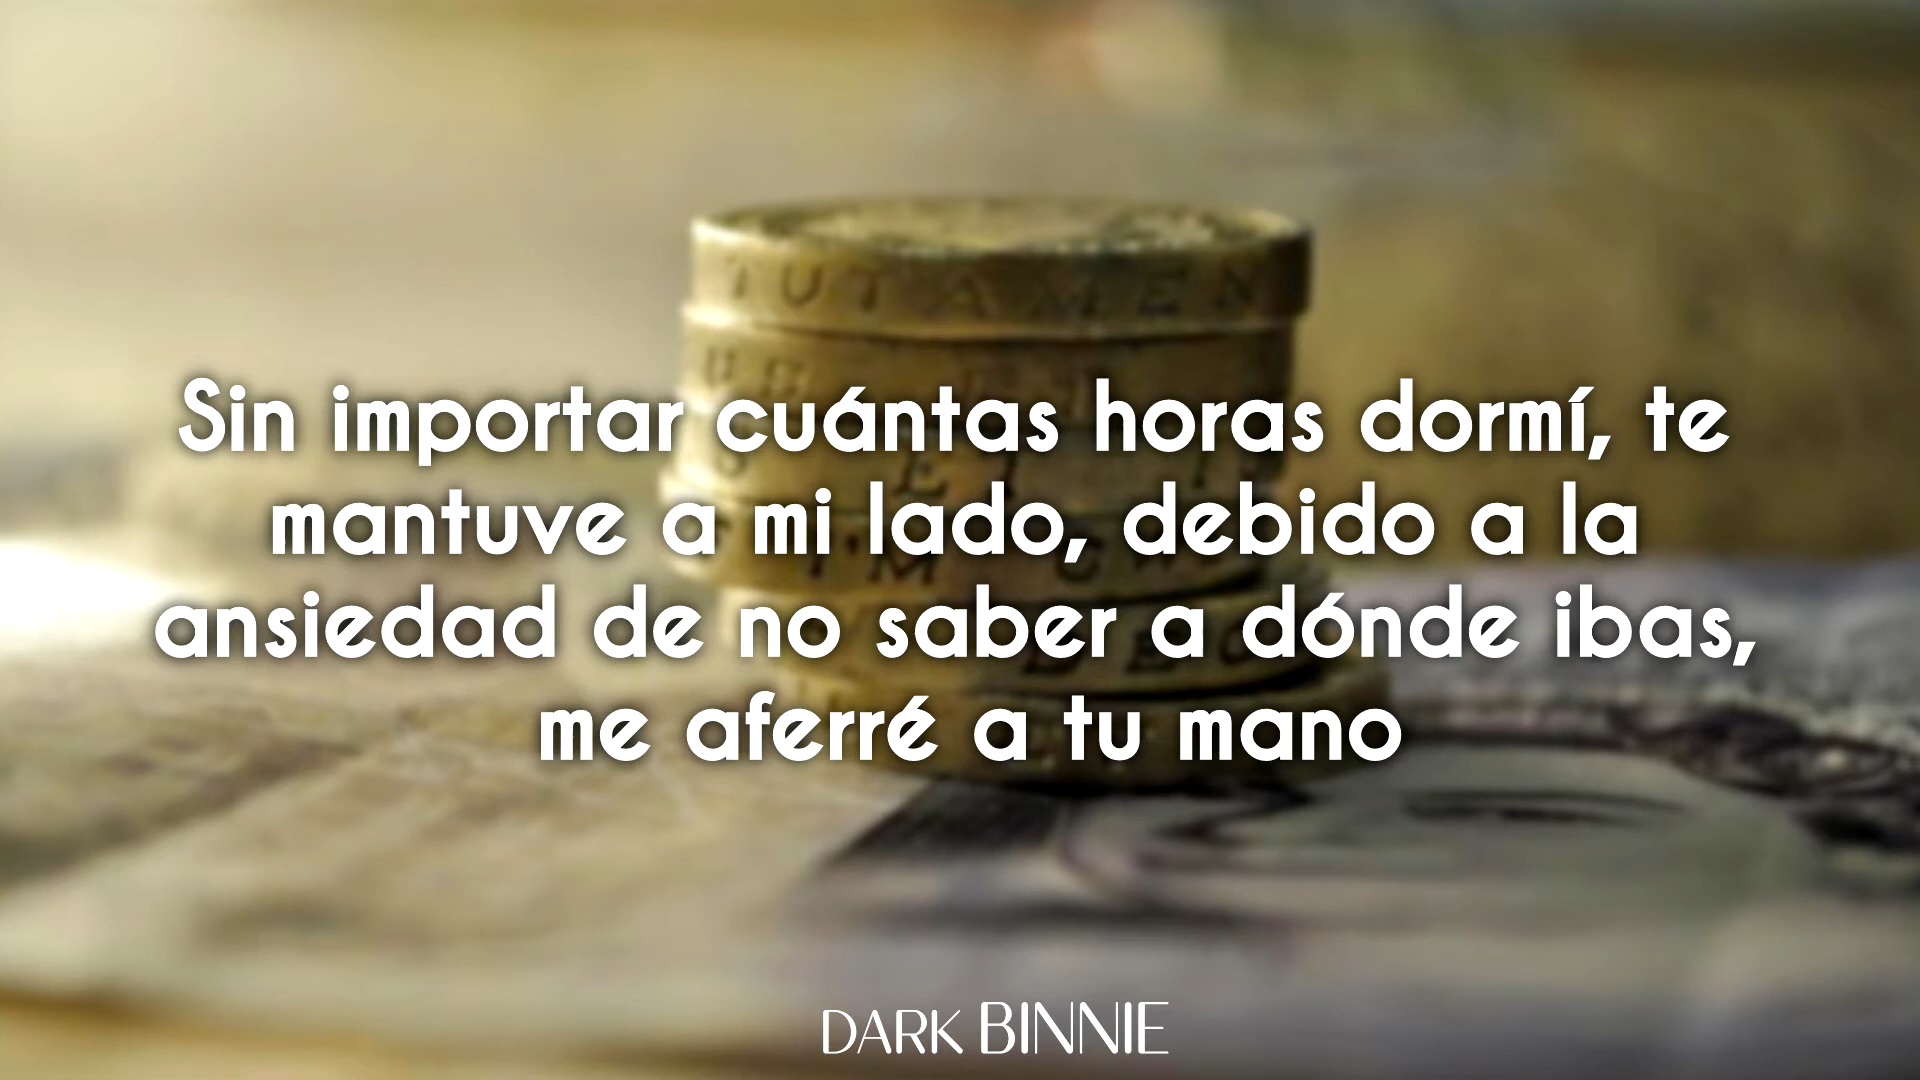 TUTAMEN
Sin importar cuántas horas dormí, te
mantuve a mi lado, debido a la
ansiedad de no saber a dónde ibas,
me aferré a tu mano
DARK BINNIE